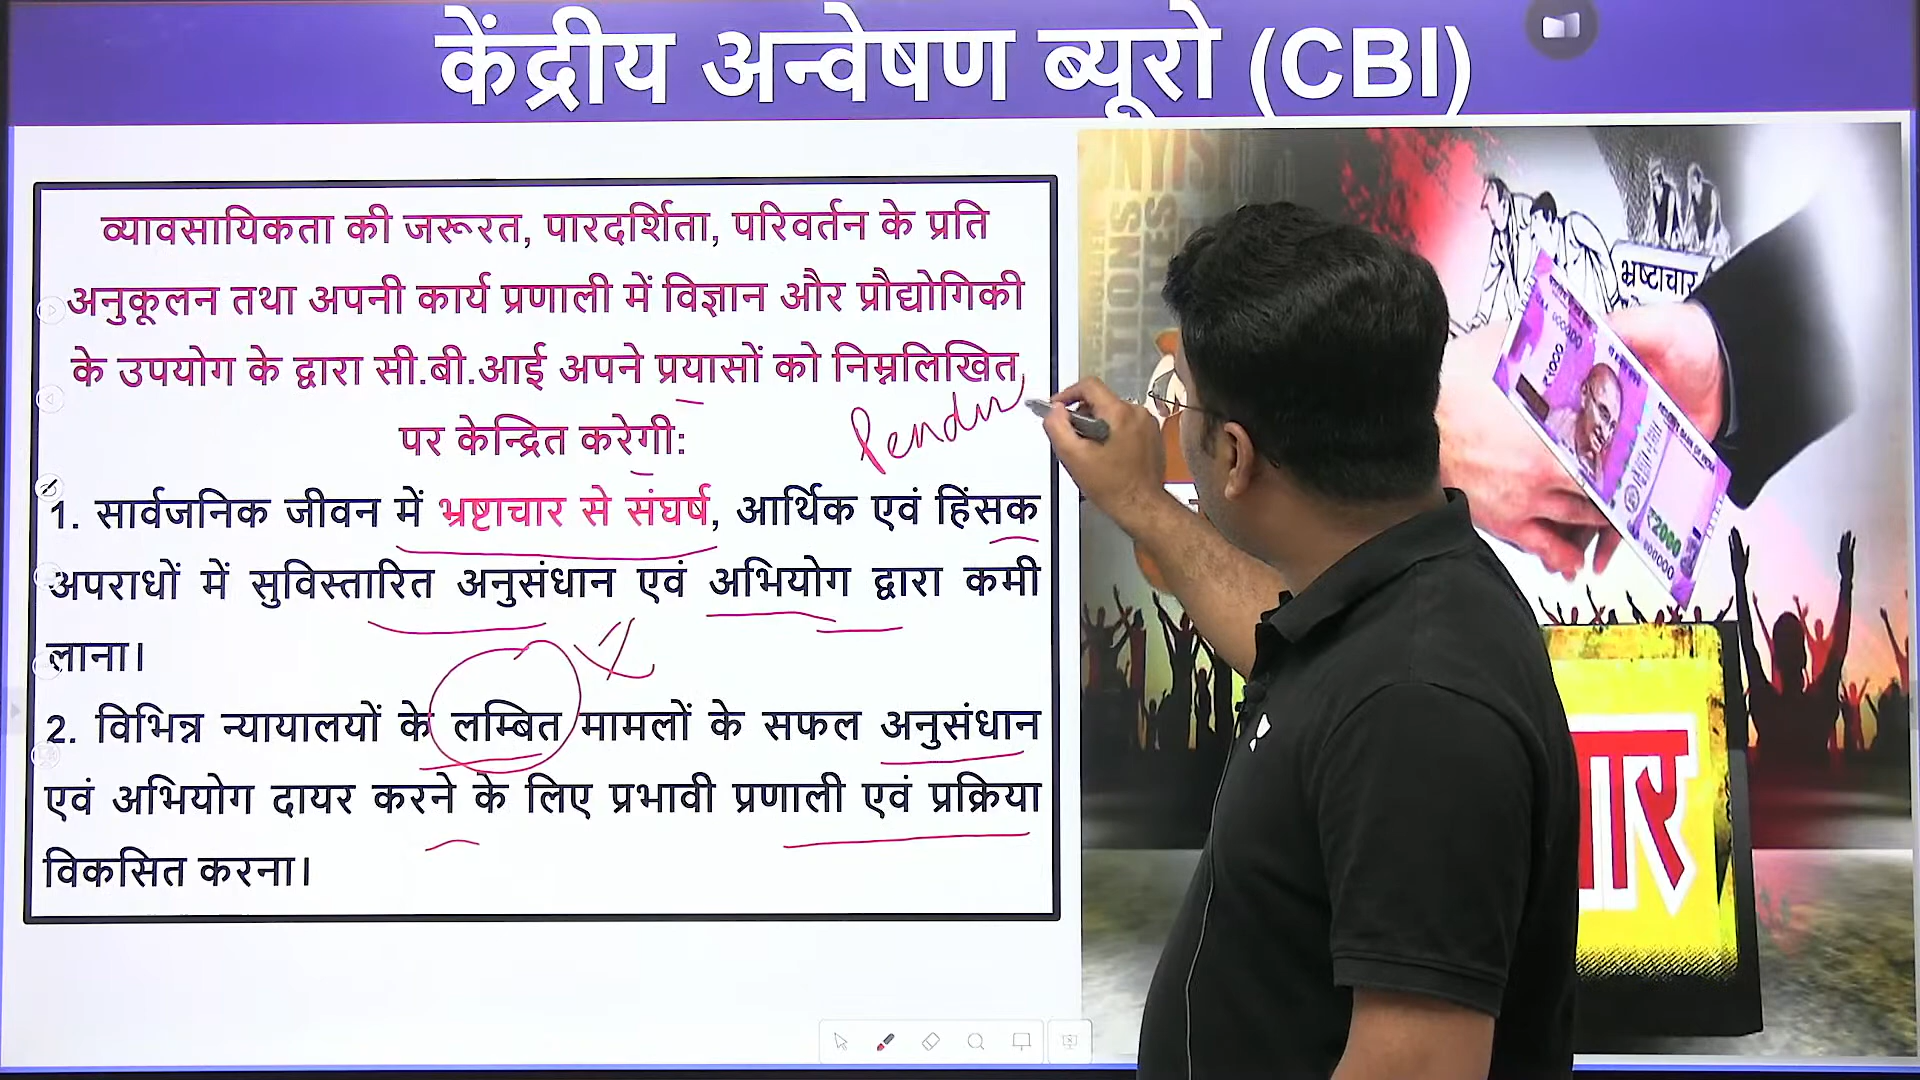 केंद्रीय अन्वेषण ब्यूरो (CBI)
व्यावसायिकता की जरूरत, पारदर्शिता, परिवर्तन के प्रति
अनुकूलन तथा अपनी कार्य प्रणाली में विज्ञान और प्रौद्योगिकी
के उपयोग के द्वारा सी.बी.आई अपने प्रयासों को निम्नलिखित
पर केन्द्रित करेगी:
1. सार्वजनिक जीवन में भ्रष्टाचार से संघर्ष, आर्थिक एवं हिंसक
अपराधों में सुविस्तारित अनुसंधान एवं अभियोग द्वारा कमी
लाना।
2. विभिन्न न्यायालयों के लम्बित मामलों के सफल अनुसंधान
एवं अभियोग दायर करने के लिए प्रभावी प्रणाली एवं प्रक्रिया
विकसित करना।
भ्रष्टाचार
₹2000